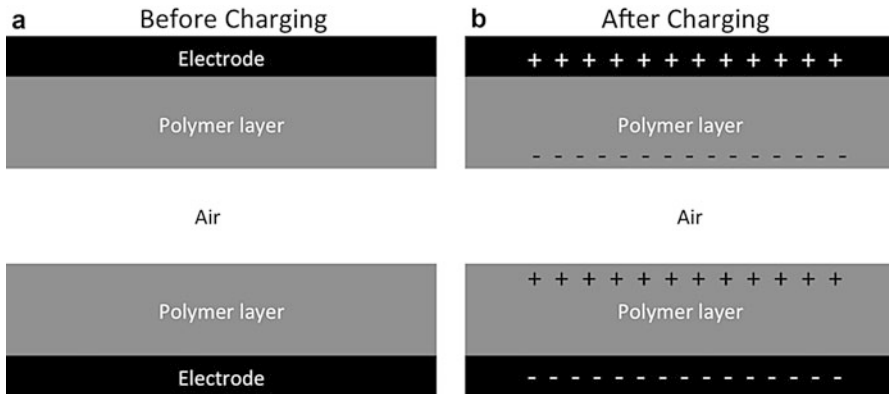 a Before Charging
Electrode
Polymer layer
Air
Polymer layer
Electrode
b After Charging
+ + + + + + + + + + + +
Polymer layer
- - - - - - - - - - - - - -
Air
+ + + + + + + + + + + +
Polymer layer
- - - - - - - - - - - - - - -